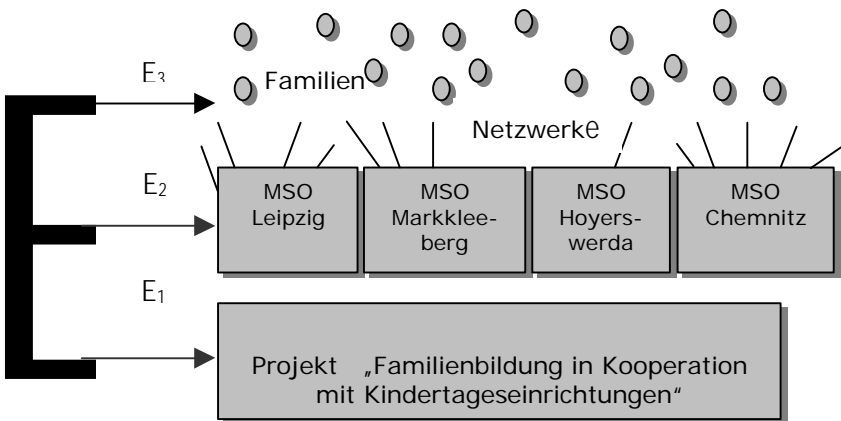 E₃
Familien
Netzwerke
E₂
MSO
Leipzig
MSO
Markklee-
berg
MSO
Hoyers-
werda
MSO
Chemnitz
E₁
Projekt „Familienbildung in Kooperation
mit Kindertageseinrichtungen“